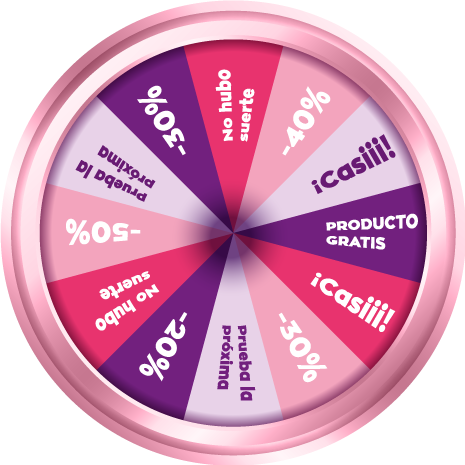 No hubo
suerte
-40%
¡Casiii!
PRODUCTO
GRATIS
¡Casiii!
-30%
prueba la
próxima
-20%
No hubo
suerte
-50%
prueba la
próxima
-30%